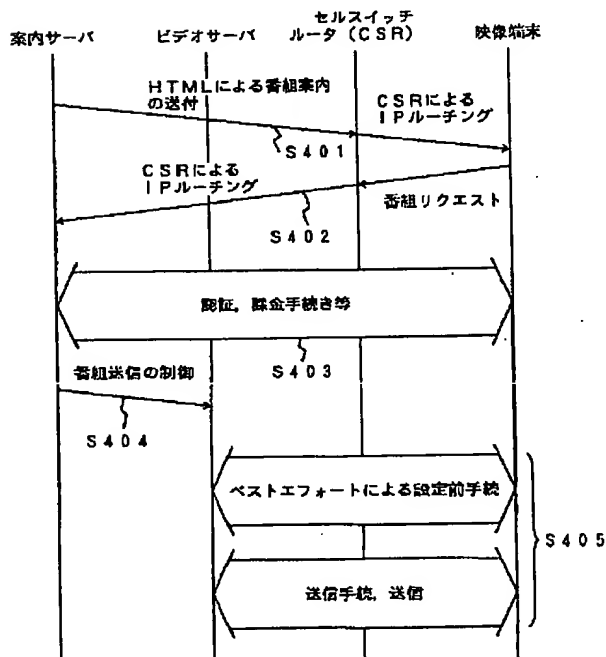 案内サーバ
ビデオサーバ
セルスイッチ
ルータ（ＣＳＲ）
映像端末
ＨＴＭＬによる番組案内
の送付
ＣＳＲによる
ＩＰルーチング
Ｓ４０１
ＣＳＲによる
ＩＰルーチング
番組リクエスト
Ｓ４０２
認証，課金手続き等
Ｓ４０３
番組送信の制御
Ｓ４０４
ベストエフォートによる設定前手続
Ｓ４０５
送信手続，送信